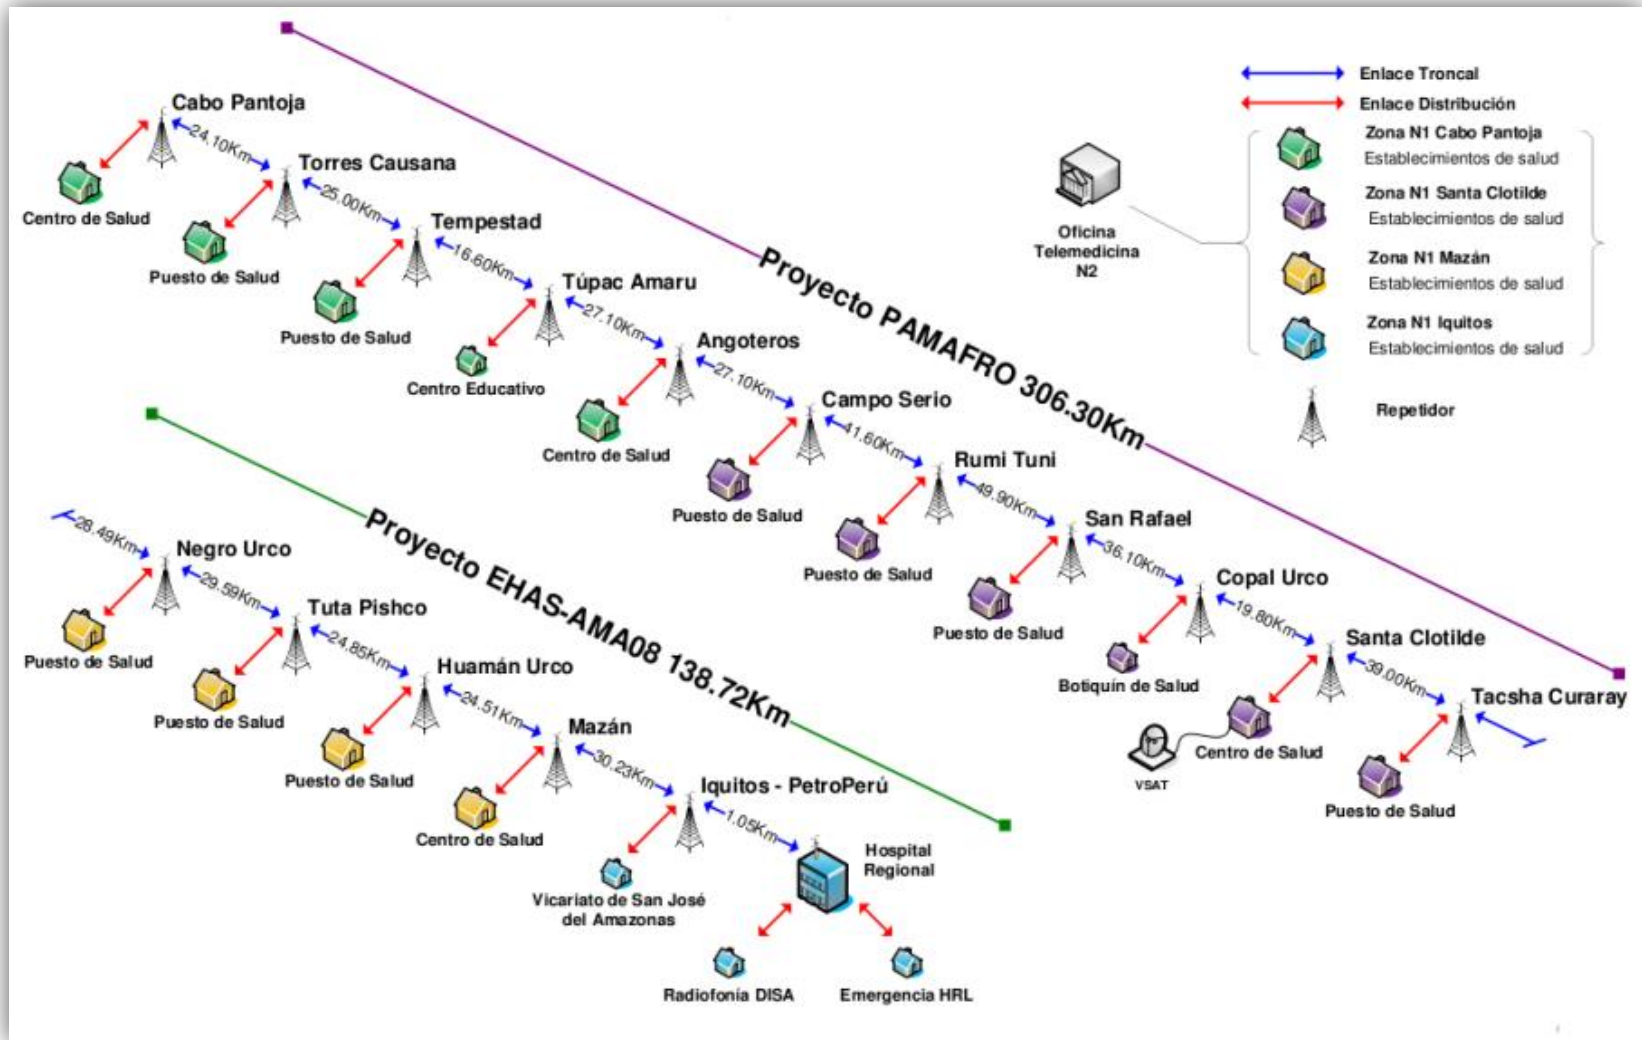 Enlace Troncal
Enlace Distribución
Zona N1 Cabo Pantoja
Establecimientos de salud
Zona N1 Santa Clotilde
Establecimientos de salud
Zona N1 Mazán
Establecimientos de salud
Zona N1 Iquitos
Establecimientos de salud
Repetidor
Oficina
Telemedicina
N2
Proyecto PAMAFRO 306.30Km
Cabo Pantoja
24.10Km
Centro de Salud
Torres Causana
25.00Km
Puesto de Salud
Tempestad
16.60Km
Puesto de Salud
Túpac Amaru
27.10Km
Centro Educativo
Angoteros
27.10Km
Centro de Salud
Campo Serio
41.60Km
Puesto de Salud
Rumi Tuni
49.90Km
Puesto de Salud
San Rafael
36.10Km
Puesto de Salud
Copal Urco
19.80Km
Botiquín de Salud
Santa Clotilde
39.00Km
Centro de Salud
VSAT
Tacsha Curaray
Puesto de Salud
Proyecto EHAS-AMA08 138.72Km
28.49Km
Negro Urco
29.59Km
Puesto de Salud
Tuta Pishco
24.85Km
Puesto de Salud
Huamán Urco
24.51Km
Puesto de Salud
Mazán
30.23Km
Centro de Salud
Iquitos - PetroPerú
1.05Km
Vicariato de San José
del Amazonas
Hospital
Regional
Radiofonía DISA
Emergencia HRL